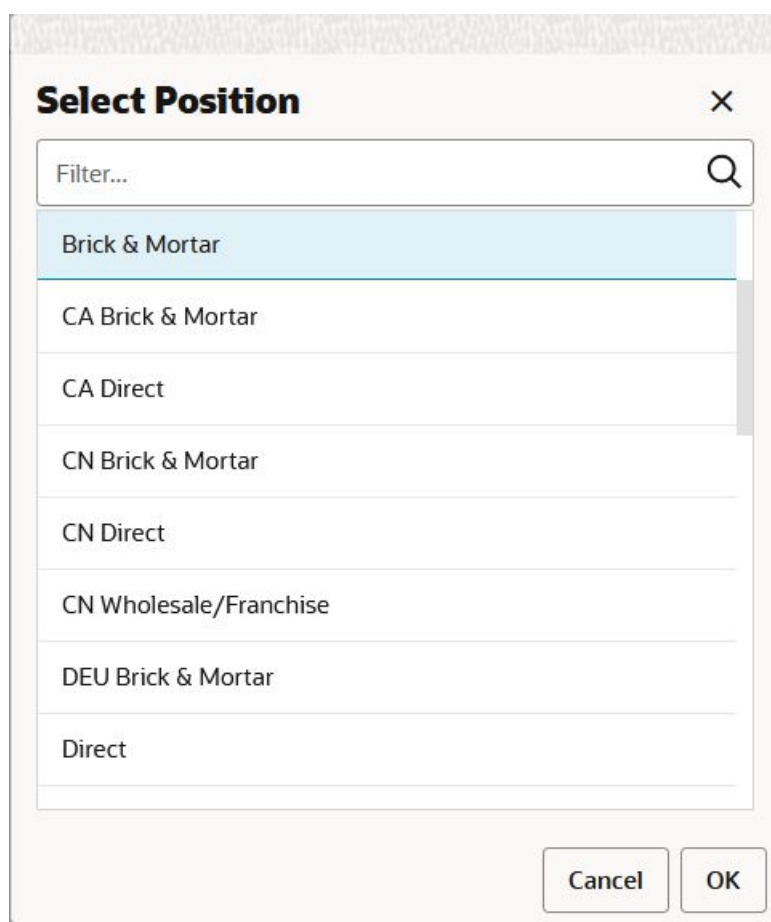 Select Position
Filter...
Brick & Mortar
CA Brick & Mortar
CA Direct
CN Brick & Mortar
CN Direct
CN Wholesale/Franchise
DEU Brick & Mortar
Direct
Cancel OK